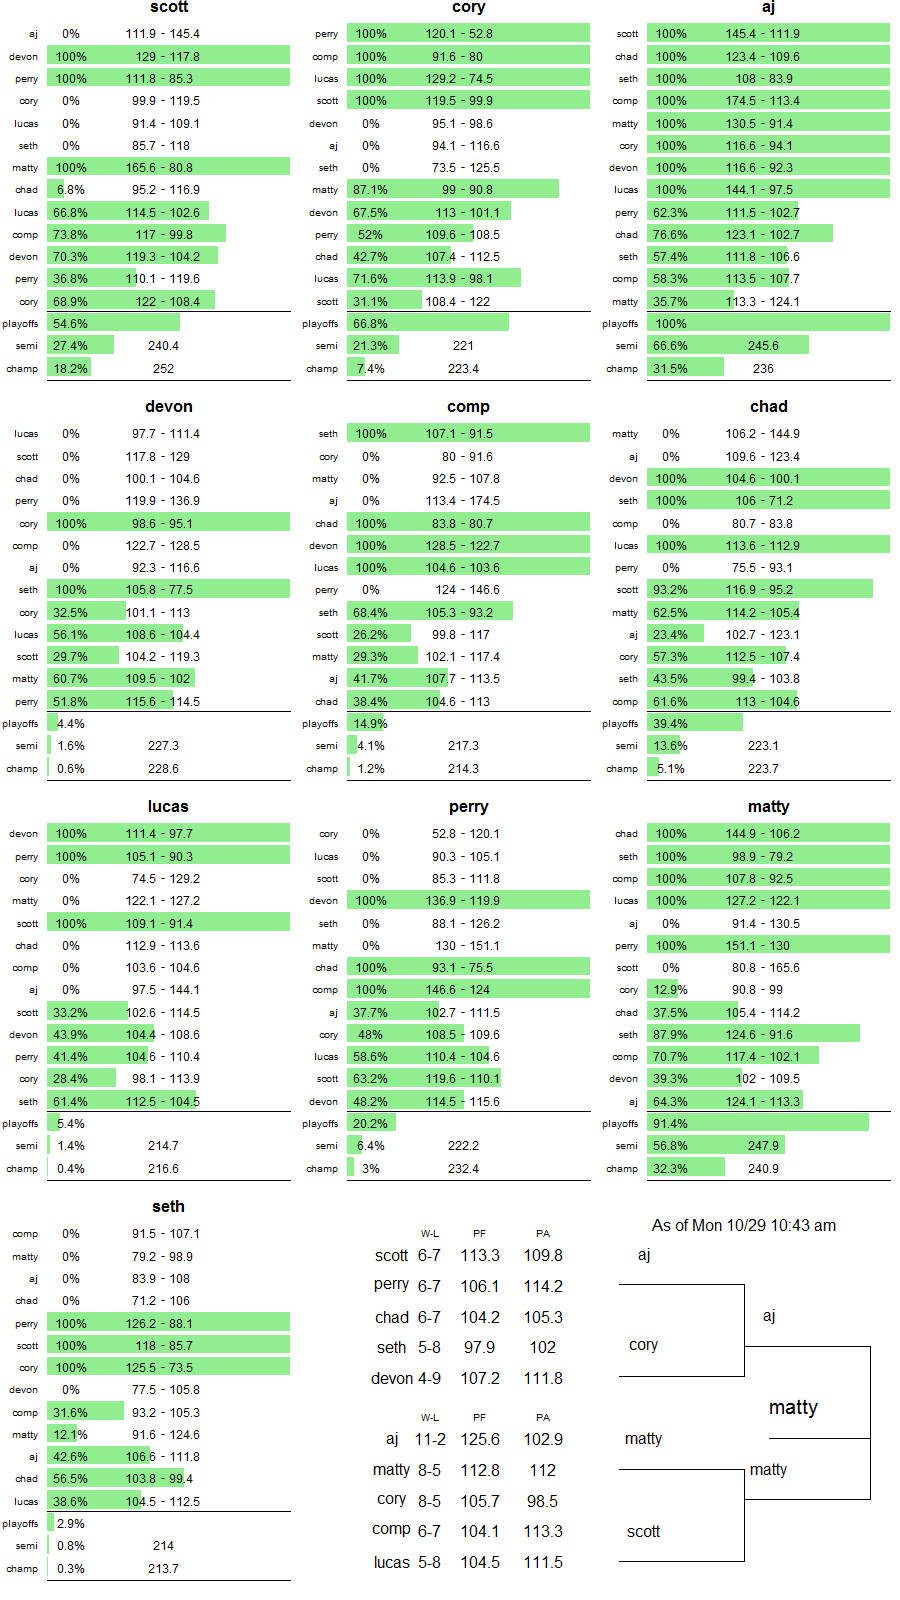 scott cory aj
aj 0% 111.9 - 145.4 perry 100% 120.1 - 52.8 scott 100% 145.4 - 111.9
devon 100% 129 - 117.8 comp 100% 91.6 - 80 chad 100% 123.4 - 109.6
perry 100% 111.8 - 85.3 lucas 100% 129.2 - 74.5 seth 100% 108 - 83.9
cory 0% 99.9 - 119.5 scott 100% 119.5 - 99.9 comp 100% 174.5 - 113.4
lucas 0% 91.4 - 109.1 devon 0% 95.1 - 98.6 matty 100% 130.5 - 91.4
seth 0% 85.7 - 118 aj 0% 94.1 - 116.6 cory 100% 116.6 - 94.1
matty 100% 165.6 - 80.8 seth 0% 73.5 - 125.5 devon 100% 116.6 - 92.3
chad 6.8% 95.2 - 116.9 matty 87.1% 99 - 90.8 lucas 100% 144.1 - 97.5
lucas 66.8% 114.5 - 102.6 devon 67.5% 113 - 101.1 perry 62.3% 111.5 - 102.7
comp 73.8% 117 - 99.8 perry 52% 109.6 - 108.5 chad 76.6% 123.1 - 102.7
devon 70.3% 119.3 - 104.2 chad 42.7% 107.4 - 112.5 seth 57.4% 111.8 - 106.6
perry 36.8% 110.1 - 119.6 lucas 71.6% 113.9 - 98.1 comp 58.3% 113.5 - 107.7
cory 68.9% 122 - 108.4 scott 31.1% 108.4 - 122 matty 35.7% 113.3 - 124.1
playoffs 54.6% playoffs 66.8% playoffs 100%
semi 27.4% 240.4 semi 21.3% 221 semi 66.6% 245.6
champ 18.2% 252 champ 7.4% 223.4 champ 31.5% 236
devon comp chad
lucas 0% 97.7 - 111.4 seth 100% 107.1 - 91.5 matty 0% 106.2 - 144.9
scott 0% 117.8 - 129 cory 0% 80 - 91.6 aj 0% 109.6 - 123.4
chad 0% 100.1 - 104.6 matty 0% 92.5 - 107.8 devon 100% 104.6 - 100.1
perry 0% 119.9 - 136.9 aj 0% 113.4 - 174.5 seth 100% 106 - 71.2
cory 100% 98.6 - 95.1 chad 100% 83.8 - 80.7 comp 0% 80.7 - 83.8
comp 0% 122.7 - 128.5 devon 100% 128.5 - 122.7 lucas 100% 113.6 - 112.9
aj 0% 92.3 - 116.6 lucas 100% 104.6 - 103.6 perry 0% 75.5 - 93.1
seth 100% 105.8 - 77.5 perry 0% 124 - 146.6 scott 93.2% 116.9 - 95.2
cory 32.5% 101.1 - 113 seth 68.4% 105.3 - 93.2 matty 62.5% 114.2 - 105.4
lucas 56.1% 108.6 - 104.4 scott 26.2% 99.8 - 117 aj 23.4% 102.7 - 123.1
scott 29.7% 104.2 - 119.3 matty 29.3% 102.1 - 117.4 cory 57.3% 112.5 - 107.4
matty 60.7% 109.5 - 102 aj 41.7% 107.7 - 113.5 seth 43.5% 99.4 - 103.8
perry 51.8% 115.6 - 114.5 chad 38.4% 104.6 - 113 comp 61.6% 113 - 104.6
playoffs 4.4% playoffs 14.9% playoffs 39.4%
semi 1.6% 227.3 semi 4.1% 217.3 semi 13.6% 223.1
champ 0.6% 228.6 champ 1.2% 214.3 champ 5.1% 223.7
lucas perry matty
devon 100% 111.4 - 97.7 cory 0% 52.8 - 120.1 chad 100% 144.9 - 106.2
perry 100% 105.1 - 90.3 lucas 0% 90.3 - 105.1 seth 100% 98.9 - 79.2
cory 0% 74.5 - 129.2 scott 0% 85.3 - 111.8 comp 100% 107.8 - 92.5
matty 0% 122.1 - 127.2 devon 100% 136.9 - 119.9 lucas 100% 127.2 - 122.1
scott 100% 109.1 - 91.4 seth 0% 88.1 - 126.2 aj 0% 91.4 - 130.5
chad 0% 112.9 - 113.6 matty 0% 130 - 151.1 perry 100% 151.1 - 130
comp 0% 103.6 - 104.6 chad 100% 93.1 - 75.5 scott 0% 80.8 - 165.6
aj 0% 97.5 - 144.1 comp 100% 146.6 - 124 cory 12.9% 90.8 - 99
scott 33.2% 102.6 - 114.5 aj 37.7% 102.7 - 111.5 chad 37.5% 105.4 - 114.2
devon 43.9% 104.4 - 108.6 cory 48% 108.5 - 109.6 seth 87.9% 124.6 - 91.6
perry 41.4% 104.6 - 110.4 lucas 58.6% 110.4 - 104.6 comp 70.7% 117.4 - 102.1
cory 28.4% 98.1 - 113.9 scott 63.2% 119.6 - 110.1 devon 39.3% 102 - 109.5
seth 61.4% 112.5 - 104.5 devon 48.2% 114.5 - 115.6 aj 64.3% 124.1 - 113.3
playoffs 5.4% playoffs 20.2% playoffs 91.4%
semi 1.4% 214.7 semi 6.4% 222.2 semi 56.8% 247.9
champ 0.4% 216.6 champ 3% 232.4 champ 32.3% 240.9
seth
comp 0% 91.5 - 107.1
matty 0% 79.2 - 98.9
aj 0% 83.9 - 108
chad 0% 71.2 - 106
perry 100% 126.2 - 88.1
scott 100% 118 - 85.7
cory 100% 125.5 - 73.5
devon 0% 77.5 - 105.8
comp 31.6% 93.2 - 105.3
matty 12.1% 91.6 - 124.6
aj 42.6% 106.6 - 111.8
chad 56.5% 103.8 - 99.4
lucas 38.6% 104.5 - 112.5
playoffs 2.9%
semi 0.8% 214
champ 0.3% 213.7
W-L PF PA
scott 6-7 113.3 109.8
perry 6-7 106.1 114.2
chad 6-7 104.2 105.3
seth 5-8 97.9 102
devon 4-9 107.2 111.8
W-L PF PA
aj 11-2 125.6 102.9
matty 8-5 112.8 112
cory 8-5 105.7 98.5
comp 6-7 104.1 113.3
lucas 5-8 104.5 111.5
As of Mon 10/29 10:43 am
aj
aj
cory
matty
matty
matty
scott